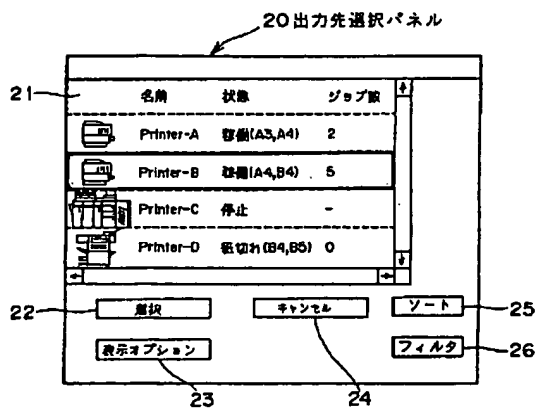 20出力先選択パネル
21
名前 状態 ジョブ数
Printer-A 稼働(A3,A4) 2
Printer-B 稼働(A4,B4) 5
Printer-C 停止 -
Printer-D 紙切れ(B4,B5) 0
22 選択 キャンセル ソート 25
表示オプション フィルタ 26
23 24